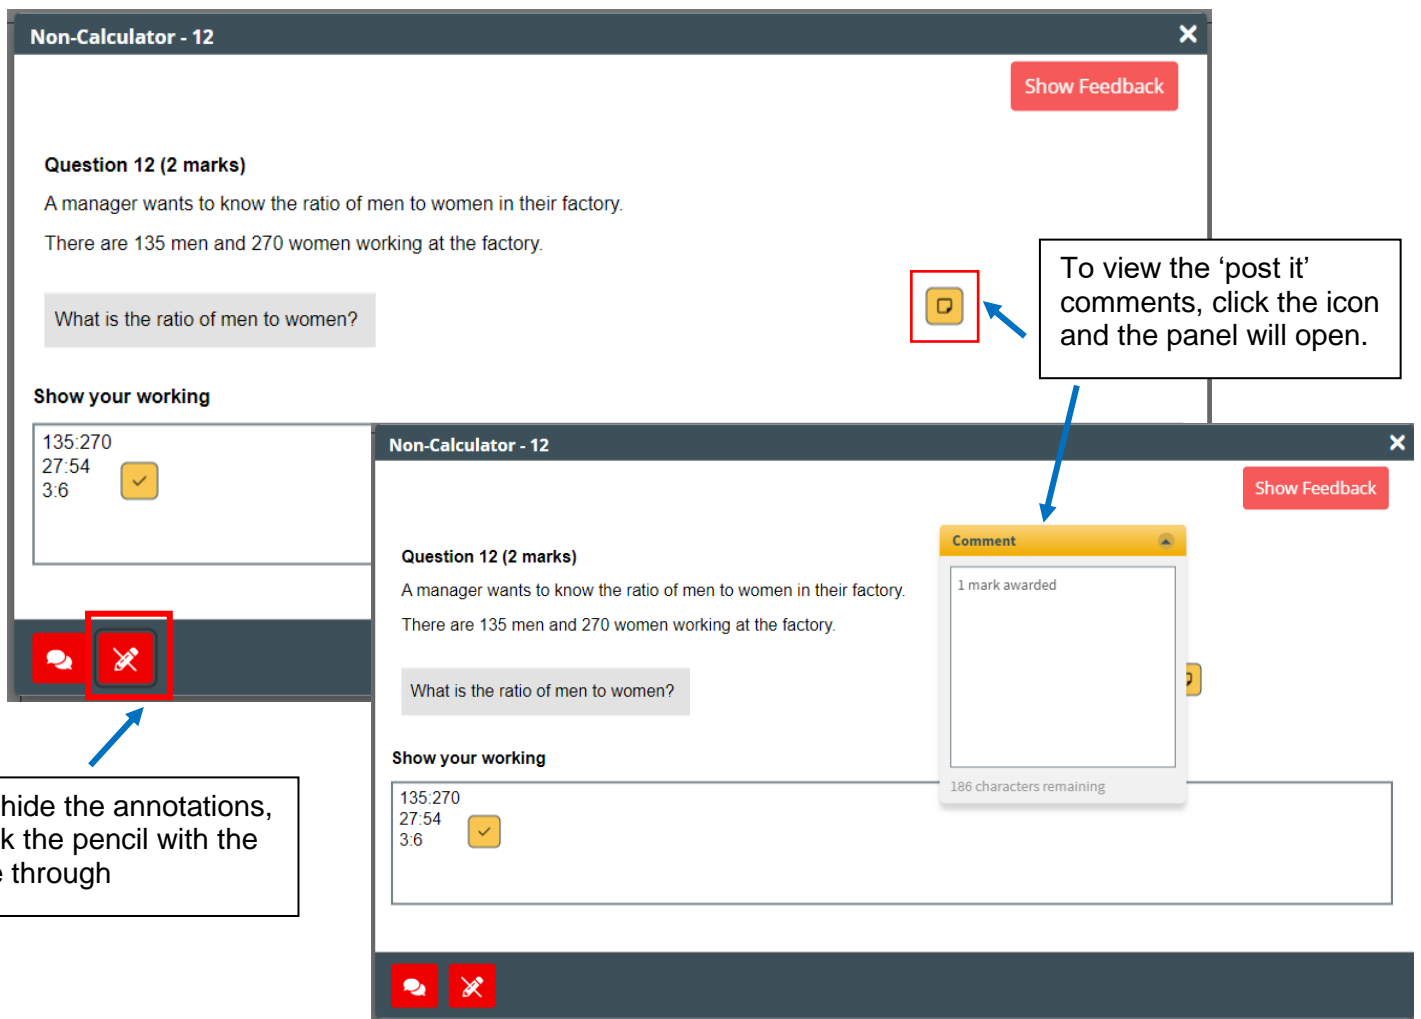 Non-Calculator - 12
Show Feedback
Question 12 (2 marks)
A manager wants to know the ratio of men to women in their factory.
There are 135 men and 270 women working at the factory.
What is the ratio of men to women?
To view the ‘post it’
comments, click the icon
and the panel will open.
Show your working
135:270
27:54
3:6
hide the annotations,
the pencil with the
through
Non-Calculator - 12
Show Feedback
Question 12 (2 marks)
A manager wants to know the ratio of men to women in their factory.
There are 135 men and 270 women working at the factory.
What is the ratio of men to women?
Comment
1 mark awarded
186 characters remaining
Show your working
135:270
27:54
3:6